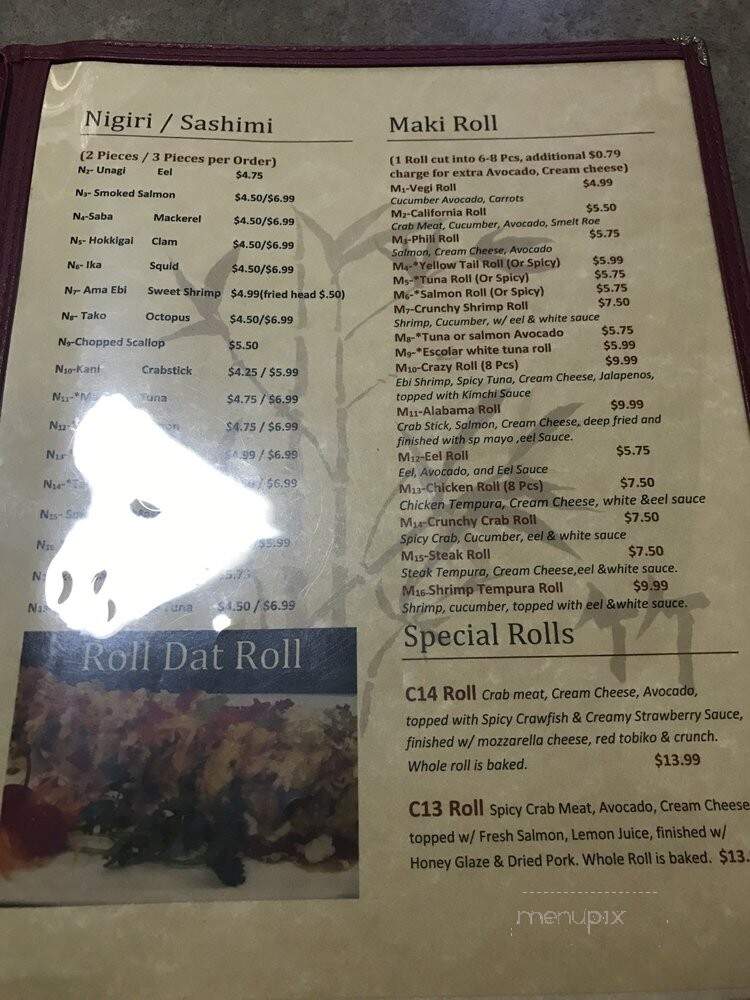 Nigiri / Sashimi
(2 Pieces / 3 Pieces per Order)
N2- Unagi Eel $4.75
N3- Smoked Salmon $4.50/$6.99
N4-Saba Mackerel $4.50/$6.99
N5- Hokkigai Clam $4.50/$6.99
N6- Ika Squid $4.50/$6.99
N7- Ama Ebi Sweet Shrimp $4.99(fried head $.50)
N8- Tako Octopus $4.50/$6.99
N9-Chopped Scallop $5.50
N10-Kani Crabstick $4.25 / $5.99
N11-* Tuna $4.75 / $6.99
N12- $4.75 / $6.99
N13- $4.99 / $6.99
N14-* / $6.99
N15-
$5.99
$4.50 / $6.99
Roll Dat Roll
Maki Roll
(1 Roll cut into 6-8 Pcs, additional $0.79
charge for extra Avocado, Cream cheese)
M1-Vegi Roll $4.99
Cucumber Avocado, Carrots
M2-California Roll $5.50
Crab Meat, Cucumber, Avocado, Smelt Roe
M3-Phili Roll $5.75
Salmon, Cream Cheese, Avocado
M4-*Yellow Tail Roll (Or Spicy) $5.99
M5-*Tuna Roll (Or Spicy) $5.75
M6-*Salmon Roll (Or Spicy) $5.75
M7-Crunchy Shrimp Roll $7.50
Shrimp, Cucumber, w/ eel & white sauce
M8-*Tuna or salmon Avocado $5.75
M9-*Escolar white tuna roll $5.99
M10-Crazy Roll (8 Pcs) $9.99
Ebi Shrimp, Spicy Tuna, Cream Cheese, Jalapenos,
topped with Kimchi Sauce
M11-Alabama Roll $9.99
Crab Stick, Salmon, Cream Cheese, deep fried and
finished with sp mayo ,eel Sauce.
M12-Eel Roll $5.75
Eel, Avocado, and Eel Sauce
M13-Chicken Roll (8 Pcs) $7.50
Chicken Tempura, Cream Cheese, white &eel sauce
M14-Crunchy Crab Roll $7.50
Spicy Crab, Cucumber, eel & white sauce
M15-Steak Roll $7.50
Steak Tempura, Cream Cheese,eel &white sauce.
M16-Shrimp Tempura Roll $9.99
Shrimp, cucumber, topped with eel &white sauce.
竹
Special Rolls
C14 Roll Crab meat, Cream Cheese, Avocado,
topped with Spicy Crawfish & Creamy Strawberry Sauce,
finished w/ mozzarella cheese, red tobiko & crunch.
Whole roll is baked. $13.99
C13 Roll Spicy Crab Meat, Avocado, Cream Cheese
topped w/ Fresh Salmon, Lemon Juice, finished w/
Honey Glaze & Dried Pork. Whole Roll is baked. $13.
menupix